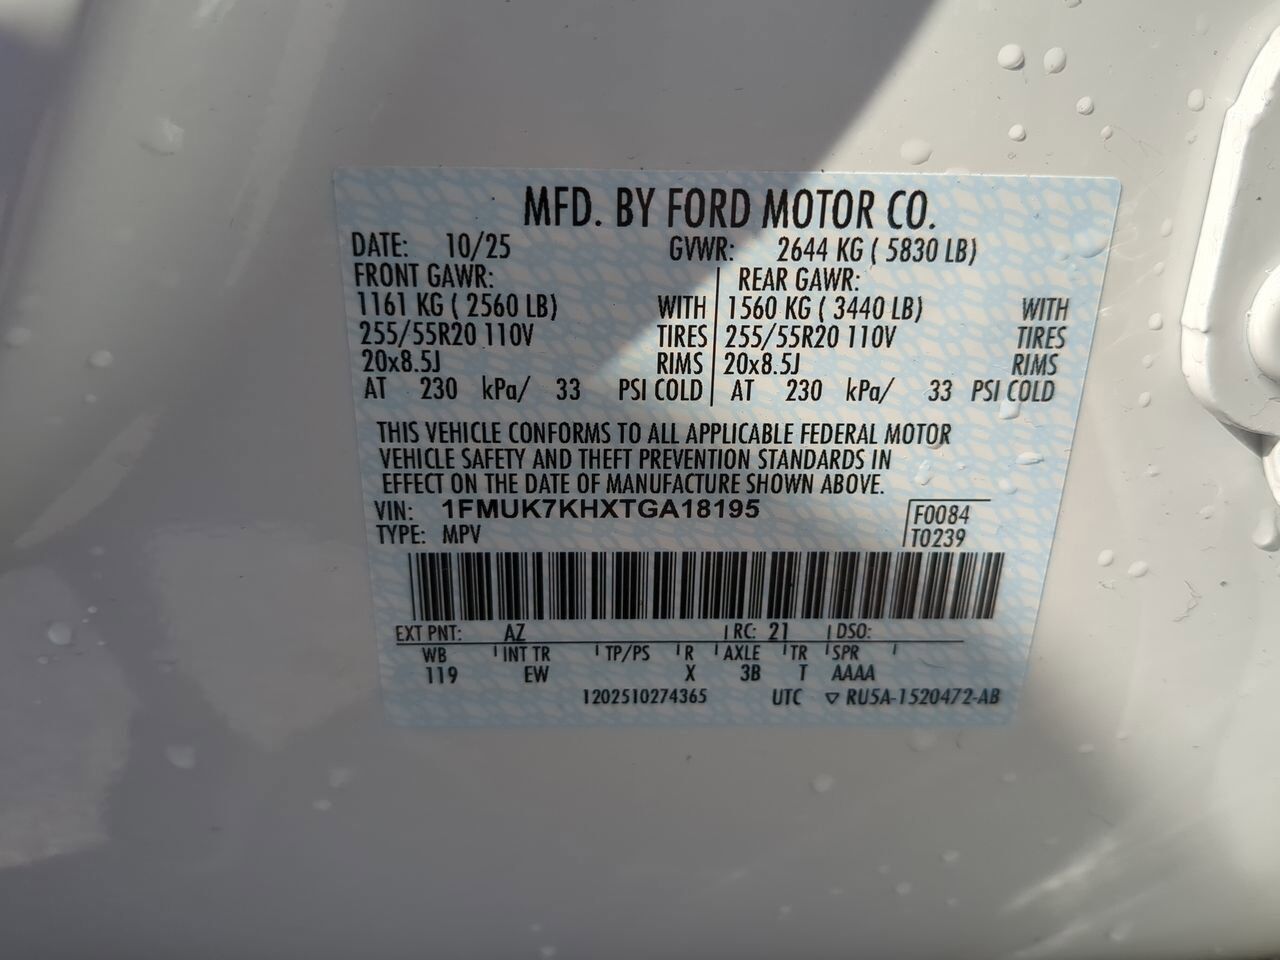 MFD. BY FORD MOTOR CO.
DATE: 10/25 GVWR: 2644 KG ( 5830 LB)
FRONT GAWR: REAR GAWR:
1161 KG ( 2560 LB) WITH 1560 KG ( 3440 LB) WITH
255/55R20 110V TIRES 255/55R20 110V TIRES
20x8.5J RIMS 20x8.5J RIMS
AT 230 kPa/ 33 PSI COLD AT 230 kPa/ 33 PSI COLD
THIS VEHICLE CONFORMS TO ALL APPLICABLE FEDERAL MOTOR
VEHICLE SAFETY AND THEFT PREVENTION STANDARDS IN
EFFECT ON THE DATE OF MANUFACTURE SHOWN ABOVE.
VIN: 1FMUK7KHXTGA18195 F0084
TYPE: MPV T0239
EXT PNT: AZ RC: 21 DSO:
WB INT TR TP/PS R AXLE TR SPR
119 EW X 3B T AAAA
1202510274365 UTC ▽ RU5A-1520472-AB